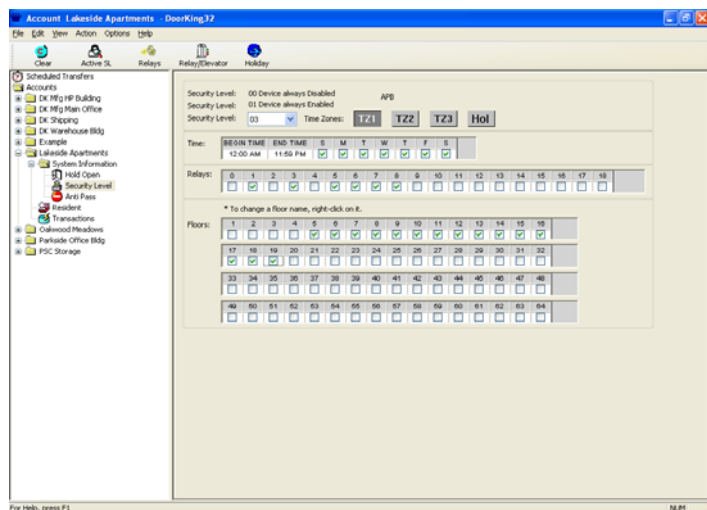 Account Lakeside Apartments - DoorKing32
File Edit View Action Options Help
Clear Active SL Relays Relay/Elevator Holiday
Scheduled Transfers
Accounts
DK Mfg HP Building
DK Mfg Main Office
DK Shipping
DK Warehouse Bldg
Example
Lakeside Apartments
System Information
Hold Open
Security Level
Anti Pass
Resident
Transactions
Oakwood Meadows
Parkside Office Bldg
PSC Storage
Security Level: 00 Device always Disabled
APB
Security Level: 01 Device always Enabled
Security Level: 03 Time Zones: TZ1 TZ2 TZ3 Hol
Time: BEGIN TIME END TIME S M T W T F S
12:00 AM 11:59 PM
Relays: 0 1 2 3 4 5 6 7 8 9 10 11 12 13 14 15 16 17 18
* To change a floor name, right-click on it.
Floors: 1 2 3 4 5 6 7 8 9 10 11 12 13 14 15 16
17 18 19 20 21 22 23 24 25 26 27 28 29 30 31 32
33 34 35 36 37 38 39 40 41 42 43 44 45 46 47 48
49 50 51 52 53 54 55 56 57 58 59 60 61 62 63 64
For Help, press F1
NUM